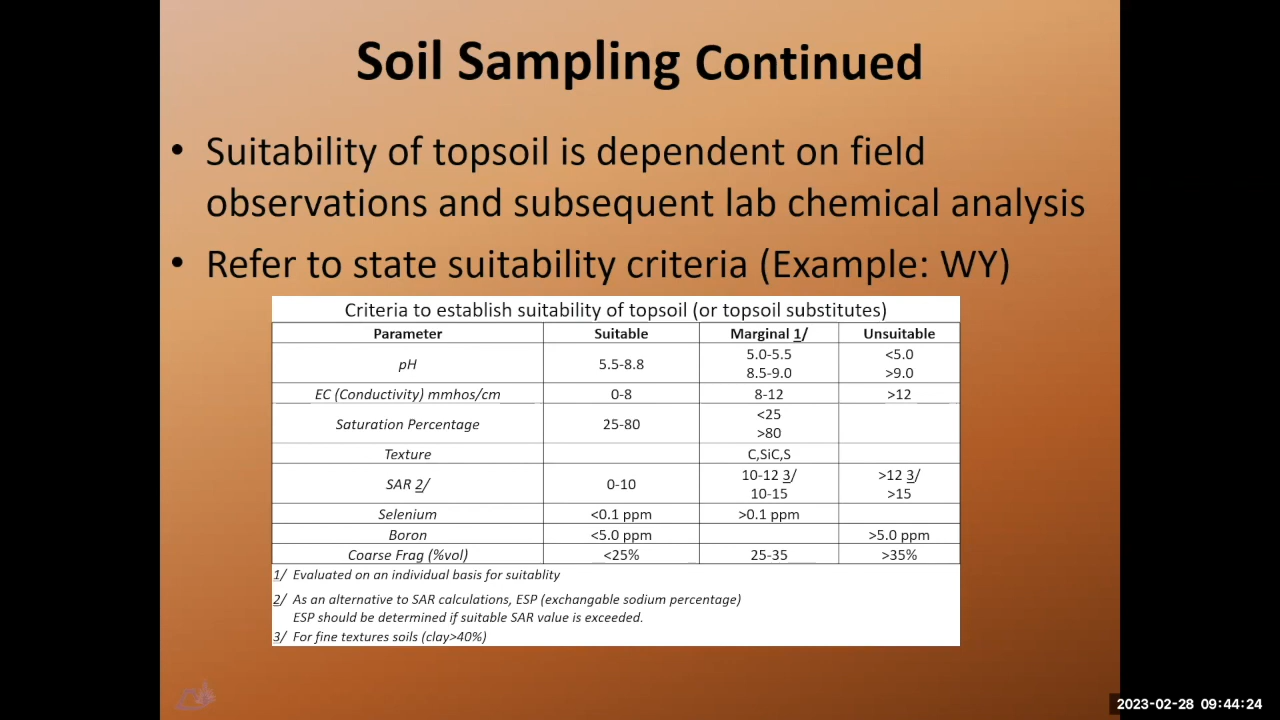 Soil Sampling Continued
• Suitability of topsoil is dependent on field
observations and subsequent lab chemical analysis
• Refer to state suitability criteria (Example: WY)
Criteria to establish suitability of topsoil (or topsoil substitutes)
Parameter Suitable Marginal 1/ Unsuitable
pH 5.5-8.8 5.0-5.5 <5.0
8.5-9.0 >9.0
EC (Conductivity) mmhos/cm 0-8 8-12 >12
Saturation Percentage 25-80 <25
>80
Texture C,SiC,S
SAR 2/ 0-10 10-12 3/ >12 3/
10-15 >15
Selenium <0.1 ppm >0.1 ppm
Boron <5.0 ppm >5.0 ppm
Coarse Frag (%vol) <25% 25-35 >35%
1/ Evaluated on an individual basis for suitablity
2/ As an alternative to SAR calculations, ESP (exchangable sodium percentage)
ESP should be determined if suitable SAR value is exceeded.
3/ For fine textures soils (clay>40%)
2023-02-28 09:44:24